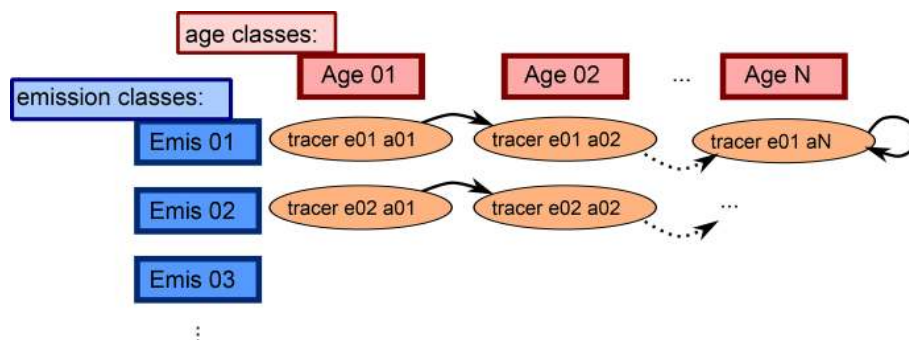 age classes:
Age 01 Age 02 ... Age N
emission classes:
Emis 01 tracer e01 a01 tracer e01 a02 tracer e01 aN
Emis 02 tracer e02 a01 tracer e02 a02 ...
Emis 03
...